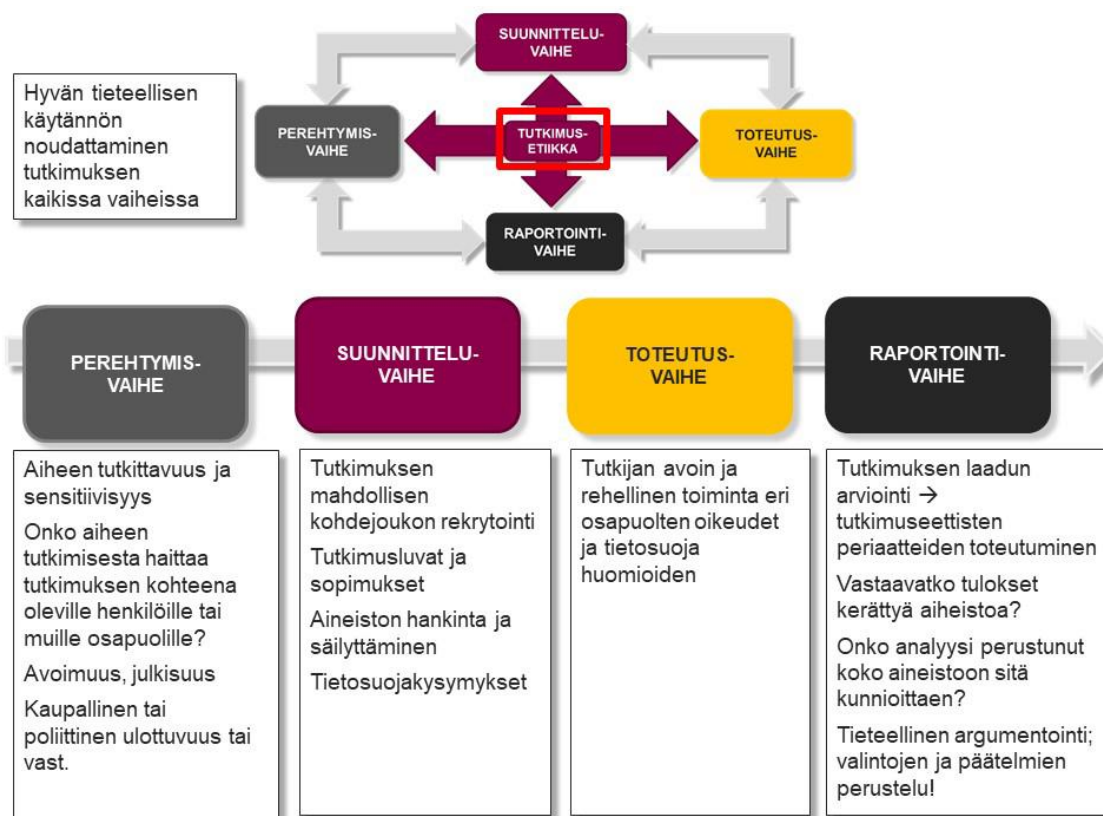 SUUNNITTELU-
VAIHE
Hyvän tieteellisen
käytännön
noudattaminen
tutkimuksen
kaikissa vaiheissa
PEREHTYMIS-
VAIHE
TUTKIMUS-
ETIIKKA
TOTEUTUS-
VAIHE
RAPORTOINTI-
VAIHE
PEREHTYMIS-
VAIHE
SUUNNITTELU-
VAIHE
TOTEUTUS-
VAIHE
RAPORTOINTI-
VAIHE
Aiheen tutkittavuus ja
sensitiivisyys
Onko aiheen
tutkimisesta haittaa
tutkimuksen kohteena
oleville henkilöille tai
muille osapuolille?
Avoimuus, julkisuus
Kaupallinen tai
poliittinen ulottuvuus tai
vast.
Tutkimuksen
mahdollisen
kohdejoukon rekrytointi
Tutkimusluvat ja
sopimukset
Aineiston hankinta ja
säilyttäminen
Tietosuojakysymykset
Tutkijan avoin ja
rehellinen toiminta eri
osapuolten oikeudet
ja tietosuoja
huomioiden
Tutkimuksen laadun
arviointi →
tutkimuseettisten
periaatteiden toteutuminen
Vastaavatko tulokset
kerättyä aiheistoa?
Onko analyysi perustunut
koko aineistoon sitä
kunnioittaen?
Tieteellinen argumentointi;
valintojen ja päätelmien
perustelu!